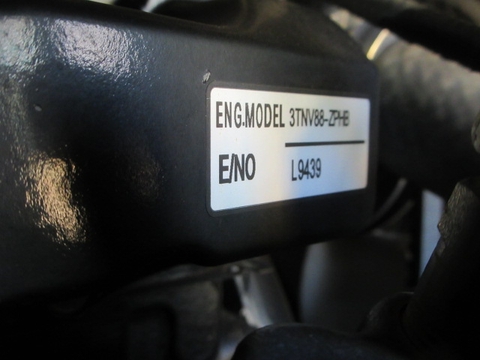 ENG.MODEL 3TNV88-ZPHB
E/NO L9439